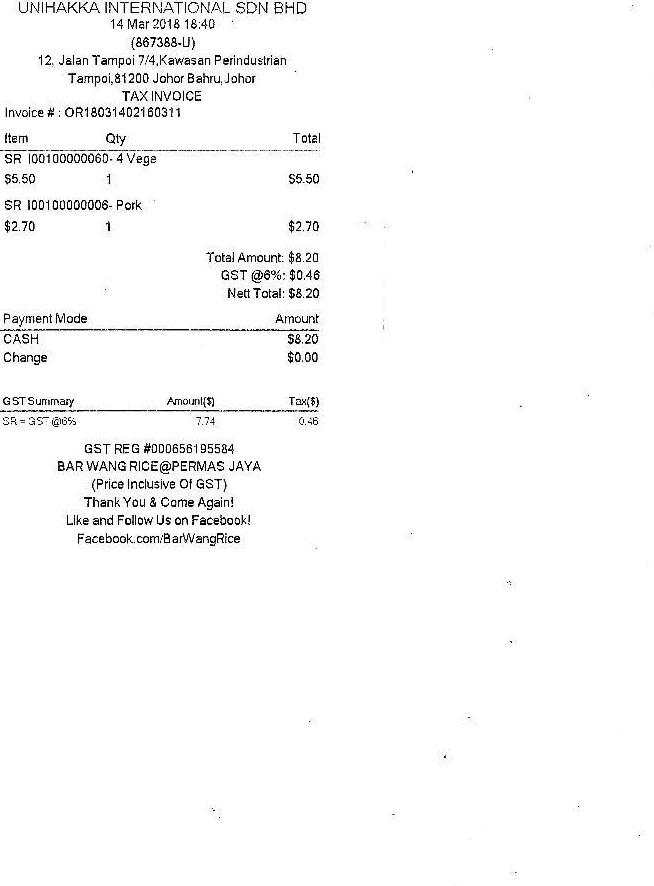 UNIHAKKA INTERNATIONAL SDN BHD
14 Mar 2018 18:40
(867388-U)
12, Jalan Tampoi 7/4,Kawasan Perindustrian
Tampoi,81200 Johor Bahru,Johor
TAX INVOICE
Invoice # : OR18031402160311
Item Qty Total
SR I00100000060- 4 Vege
$5.50 1 $5.50
SR I00100000006- Pork
$2.70 1 $2.70
Total Amount: $8.20
GST @6%: $0.46
Nett Total: $8.20
Payment Mode Amount
CASH $8.20
Change $0.00
GST Summary Amount($) Tax($)
SR = GST @6% 7.74 0.46
GST REG #000656195584
BAR WANG RICE@PERMAS JAYA
(Price Inclusive Of GST)
Thank You & Come Again!
Like and Follow Us on Facebook!
Facebook.com/BarWangRice